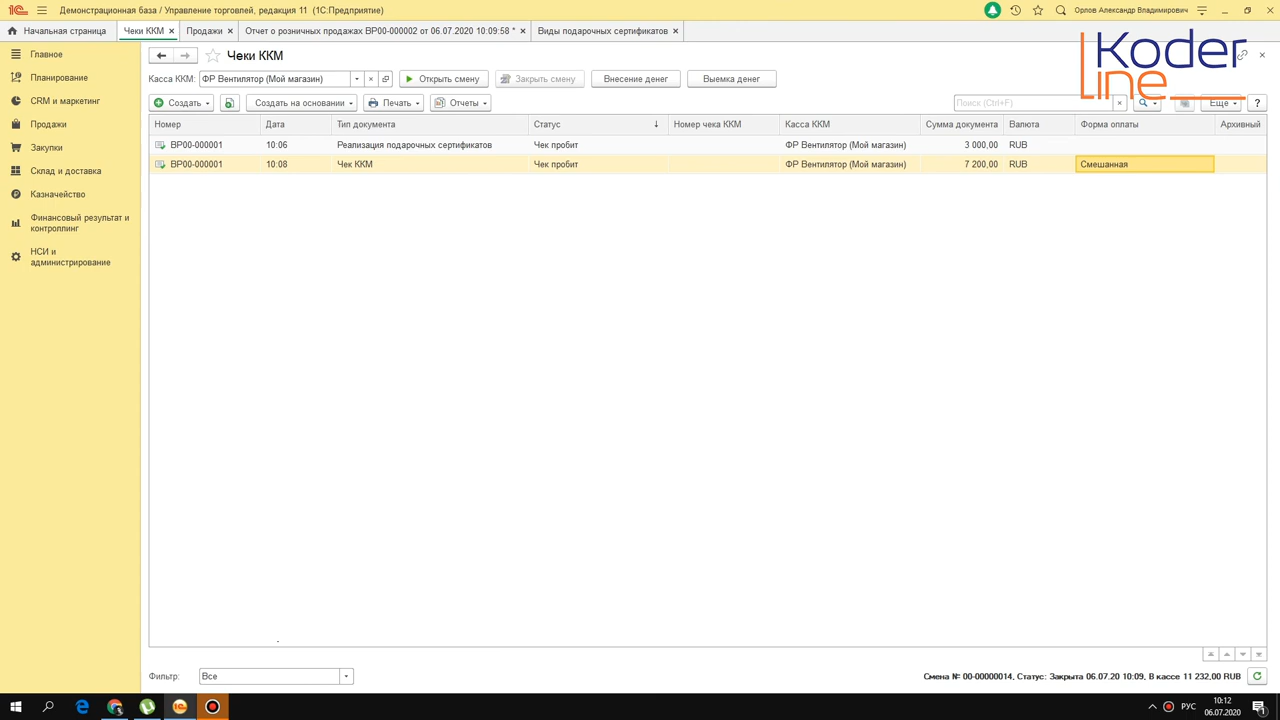 Демонстрационная база / Управление торговлей, редакция 11 (1С:Предприятие)
Орлов Александр Владимирович
Начальная страница
Чеки ККМ
Продажи
Отчет о розничных продажах ВР00-000002 от 06.07.2020 10:09:58 *
Виды подарочных сертификатов
Koder
Line
Главное
Планирование
CRM и маркетинг
Продажи
Закупки
Склад и доставка
Казначейство
Финансовый результат и
контроллинг
НСИ и
администрирование
Чеки ККМ
Касса ККМ: ФР Вентилятор (Мой магазин) Открыть смену Закрыть смену Внесение денег Выемка денег
Создать Создать на основании Печать Отчеты Поиск (Ctrl+F) Еще ?
Номер Дата Тип документа Статус Номер чека ККМ Касса ККМ Сумма документа Валюта Форма оплаты Архивный
ВР00-000001 10:06 Реализация подарочных сертификатов Чек пробит ФР Вентилятор (Мой магазин) 3 000,00 RUB
ВР00-000001 10:08 Чек ККМ Чек пробит ФР Вентилятор (Мой магазин) 7 200,00 RUB Смешанная
Фильтр: Все
Смена № 00-00000014, Статус: Закрыта 06.07.20 10:09, В кассе 11 232,00 RUB
РУС
10:12
06.07.2020
1